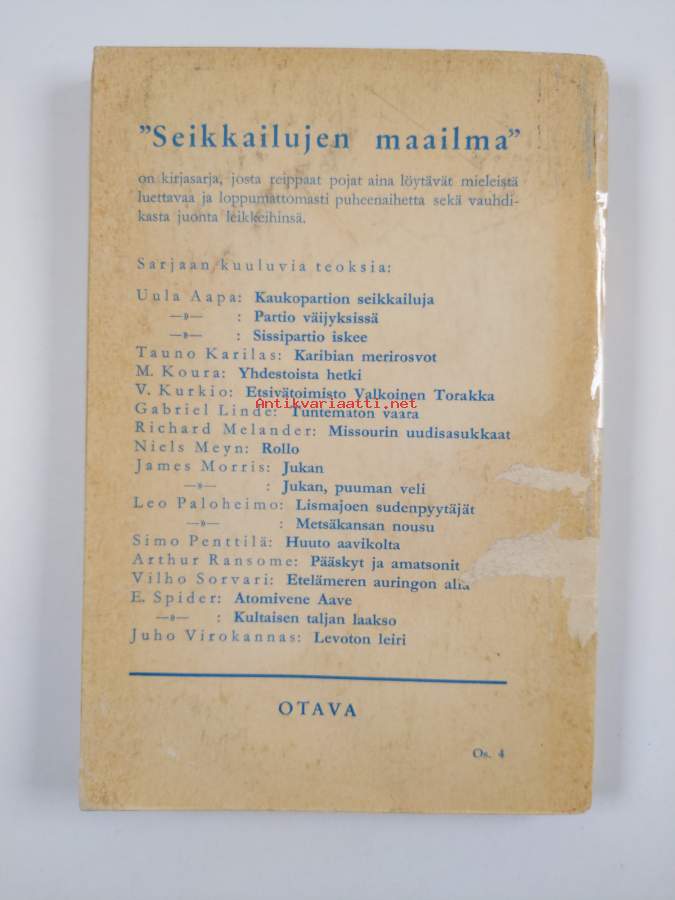 "Seikkailujen maailma"
on kirjasarja, josta reippaat pojat aina löytävät mieleistä
luettavaa ja loppumattomasti puheenaihetta sekä vauhdi-
kasta juonta leikkeihinsä.
Sarjaan kuuluvia teoksia:
Uula Aapa: Kaukopartion seikkailuja
—»— : Partio väijyksissä
—»— : Sissipartio iskee
Tauno Karilas: Karibian merirosvot
M. Koura: Yhdestoista hetki
V. Kurkio: Etsivätoimisto Valkoinen Torakka
Antikvariaatti.net
Gabriel Linde: Tuntematon vaara
Richard Melander: Missourin uudisasukkaat
Niels Meyn: Rollo
James Morris: Jukan
—»— : Jukan, puuman veli
Leo Paloheimo: Lismajoen sudenpyytäjät
—»— : Metsäkansan nousu
Simo Penttilä: Huuto aavikolta
Arthur Ransome: Pääskyt ja amatsonit
Vilho Sorvari: Etelämeren auringon alla
E. Spider: Atomivene Aave
—»— : Kultaisen taljan laakso
Juho Virokannas: Levoton leiri
OTAVA
Os. 4